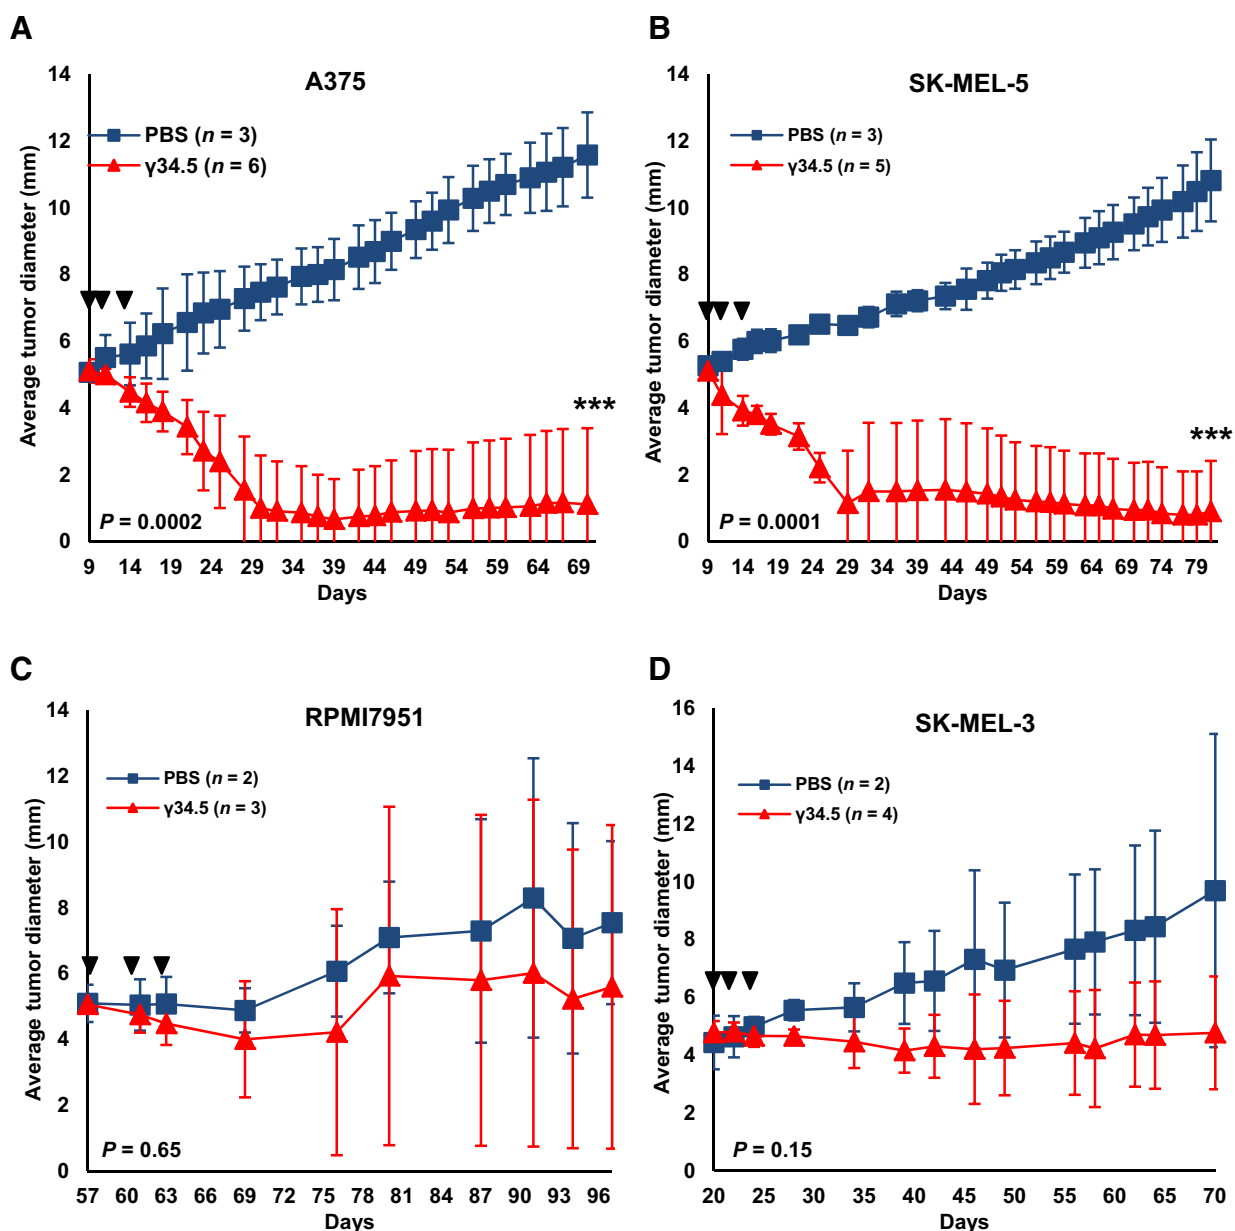 A
A375
Average tumor diameter (mm)
14
12
10
8
6
4
2
0
PBS (n = 3)
γ34.5 (n = 6)
***
P = 0.0002
9 14 19 24 29 34 39 44 49 54 59 64 69
Days
B
SK-MEL-5
Average tumor diameter (mm)
14
12
10
8
6
4
2
0
PBS (n = 3)
γ34.5 (n = 5)
***
P = 0.0001
9 14 19 24 29 34 39 44 49 54 59 64 69 74 79
Days
C
RPMI7951
Average tumor diameter (mm)
14
12
10
8
6
4
2
0
PBS (n = 2)
γ34.5 (n = 3)
P = 0.65
57 60 63 66 69 72 75 78 81 84 87 90 93 96
Days
D
SK-MEL-3
Average tumor diameter (mm)
16
14
12
10
8
6
4
2
0
PBS (n = 2)
γ34.5 (n = 4)
P = 0.15
20 25 30 35 40 45 50 55 60 65 70
Days